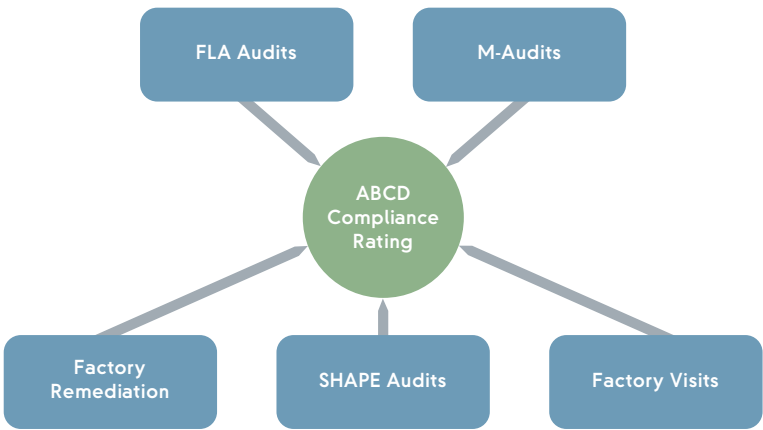 FLA Audits
M-Audits
ABCD
Compliance
Rating
Factory
Remediation
SHAPE Audits
Factory Visits